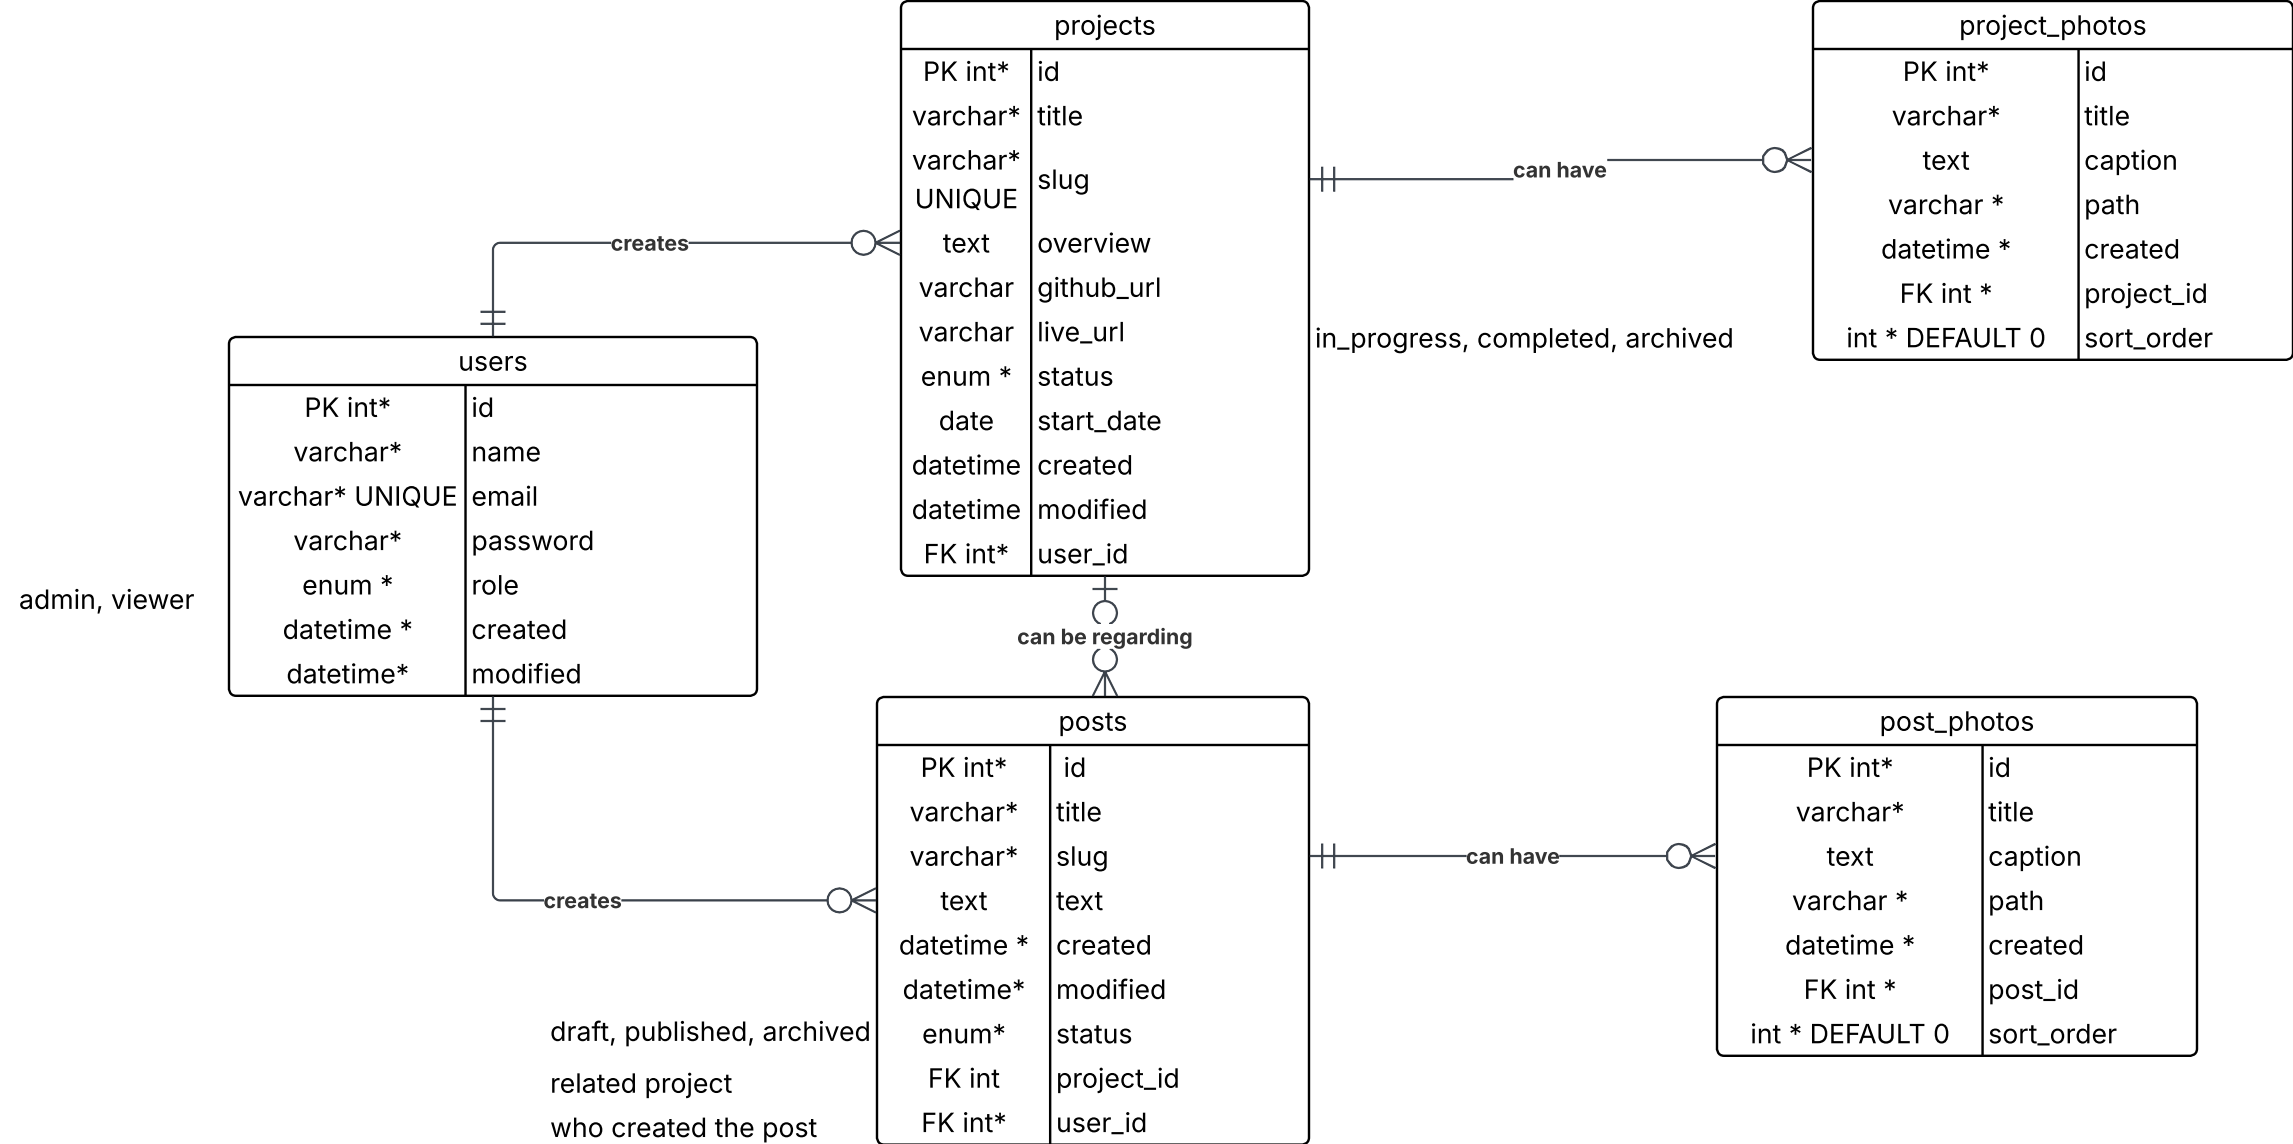 projects
PK int* id
varchar* title
varchar* UNIQUE slug
text overview
varchar github_url
varchar live_url
enum * status
date start_date
datetime created
datetime modified
FK int* user_id
project_photos
PK int* id
varchar* title
text caption
varchar * path
datetime * created
FK int * project_id
int * DEFAULT 0 sort_order
can have
creates
in_progress, completed, archived
users
PK int* id
varchar* name
varchar* UNIQUE email
varchar* password
enum * role
datetime * created
datetime* modified
admin, viewer
can be regarding
posts
PK int* id
varchar* title
varchar* slug
text text
datetime * created
datetime* modified
enum* status
FK int project_id
FK int* user_id
creates
draft, published, archived
related project
who created the post
can have
post_photos
PK int* id
varchar* title
text caption
varchar * path
datetime * created
FK int * post_id
int * DEFAULT 0 sort_order